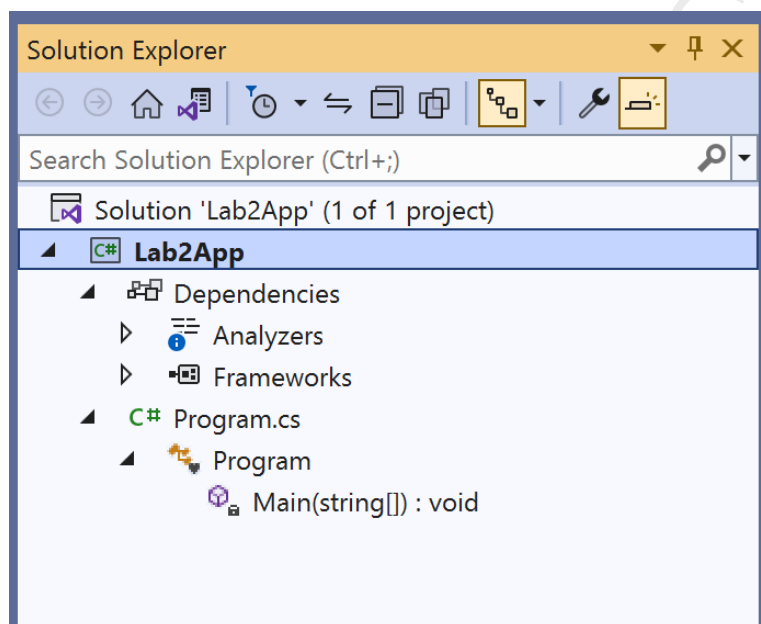 Solution Explorer
Search Solution Explorer (Ctrl+;)
Solution 'Lab2App' (1 of 1 project)
C# Lab2App
Dependencies
Analyzers
Frameworks
C# Program.cs
Program
Main(string[]) : void